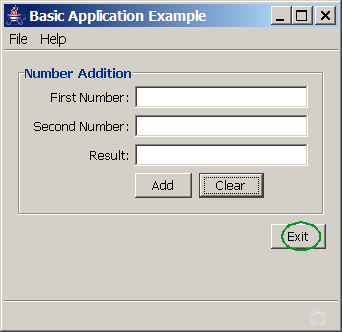 Basic Application Example
File Help
Number Addition
First Number:
Second Number:
Result:
Add Clear
Exit